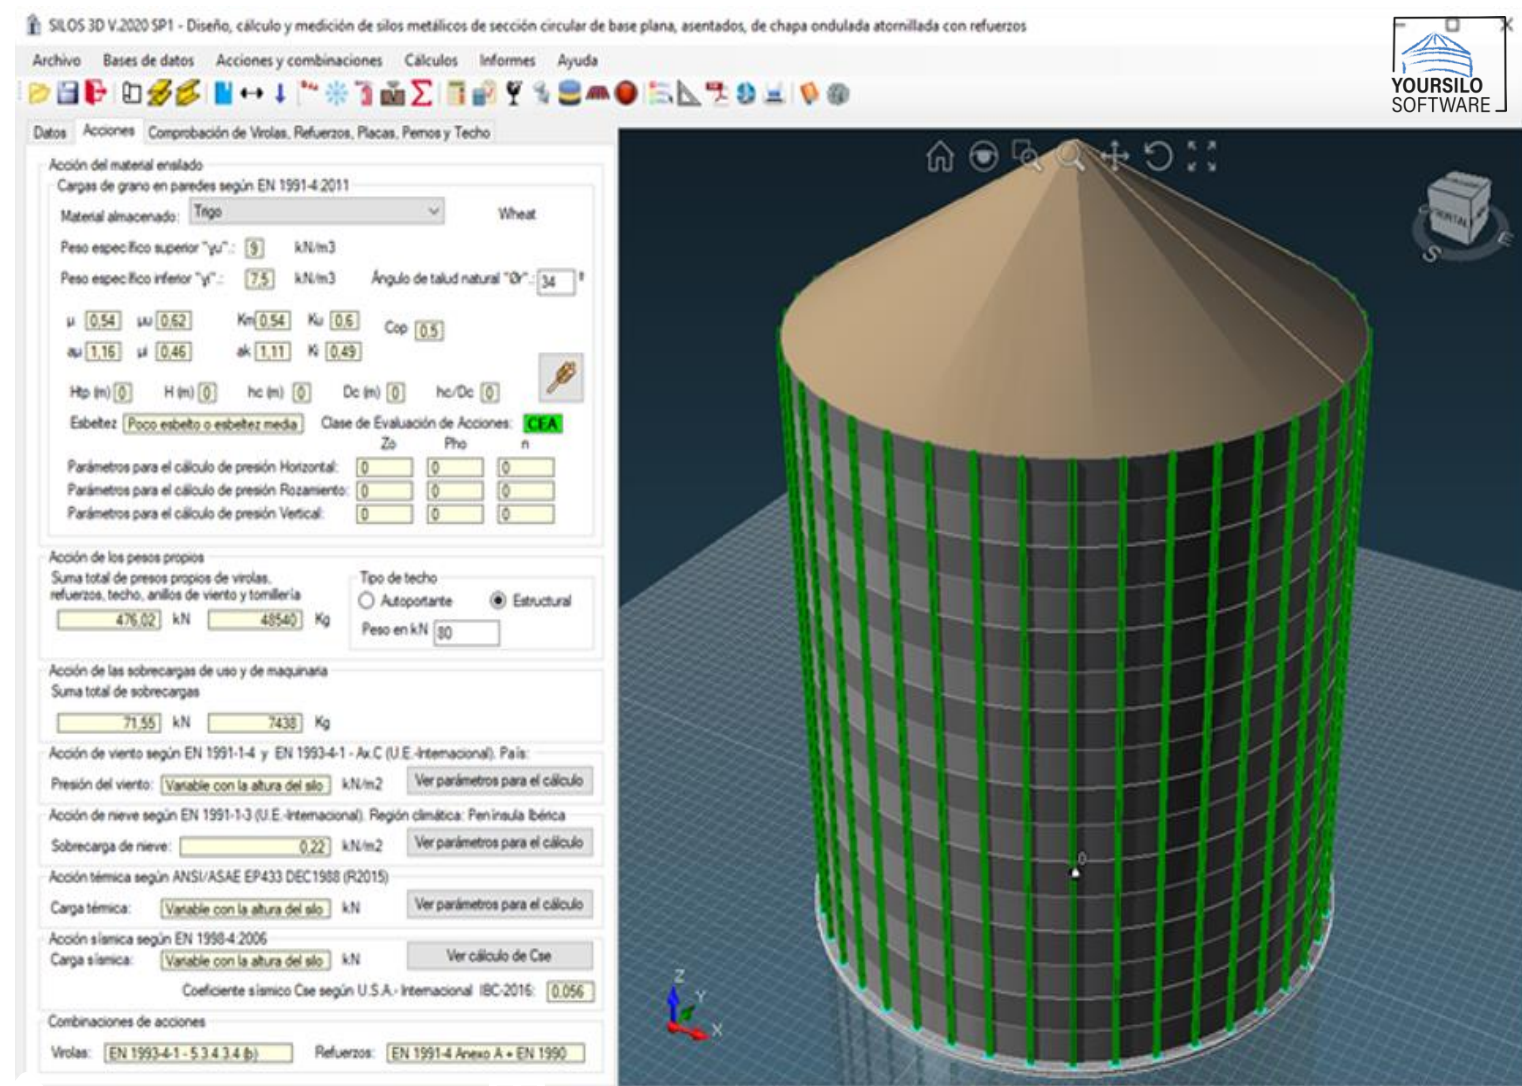 SILOS 3D V.2020 SP1 - Diseño, cálculo y medición de silos metálicos de sección circular de base plana, asentados, de chapa ondulada atornillada con refuerzos
YOURSILO
SOFTWARE
Archivo Bases de datos Acciones y combinaciones Cálculos Informes Ayuda
Datos Acciones Comprobación de Virolas, Refuerzos, Placas, Pernos y Techo
Acción del material ensilado
Cargas de grano en paredes según EN 1991-4:2011
Material almacenado: Trigo Wheat
Peso específico superior "γu".: 9 kN/m3
Peso específico inferior "γi".: 7,5 kN/m3 Ángulo de talud natural "Ør".: 34 º
μ 0,54 μu 0,62 Km 0,54 Ku 0,6 Cop 0,5
aμ 1,16 μi 0,46 ak 1,11 Ki 0,49
Htp (m) 0 H (m) 0 hc (m) 0 Dc (m) 0 hc/Dc 0
Esbeltez Poco esbelto o esbeltez media Clase de Evaluación de Acciones: CEA
Zo Pho n
Parámetros para el cálculo de presión Horizontal: 0 0 0
Parámetros para el cálculo de presión Rozamiento: 0 0 0
Parámetros para el cálculo de presión Vertical: 0 0 0
Acción de los pesos propios
Suma total de presos propios de virolas,
refuerzos, techo, anillos de viento y tornillería
476,02 kN 48540 Kg
Tipo de techo
Autoportante Estructural
Peso en kN 80
Acción de las sobrecargas de uso y de maquinaria
Suma total de sobrecargas
71,55 kN 7438 Kg
Acción de viento según EN 1991-1-4 y EN 1993-4-1 - Ax.C (U.E.-Internacional). País:
Presión del viento: Variable con la altura del silo kN/m2 Ver parámetros para el cálculo
Acción de nieve según EN 1991-1-3 (U.E.-Internacional). Región climática: Península Ibérica
Sobrecarga de nieve: 0,22 kN/m2 Ver parámetros para el cálculo
Acción térmica según ANSI/ASAE EP433 DEC1988 (R2015)
Carga térmica: Variable con la altura del silo kN Ver parámetros para el cálculo
Acción sísmica según EN 1998-4:2006
Carga sísmica: Variable con la altura del silo kN Ver cálculo de Cse
Coeficiente sísmico Cse según U.S.A.- Internacional IBC-2016: 0,056
Combinaciones de acciones
Virolas: EN 1993-4-1 - 5.3.4.3.4 (b) Refuerzos: EN 1991-4 Anexo A + EN 1990
FRONTAL
S
E
0
Z
Y
X